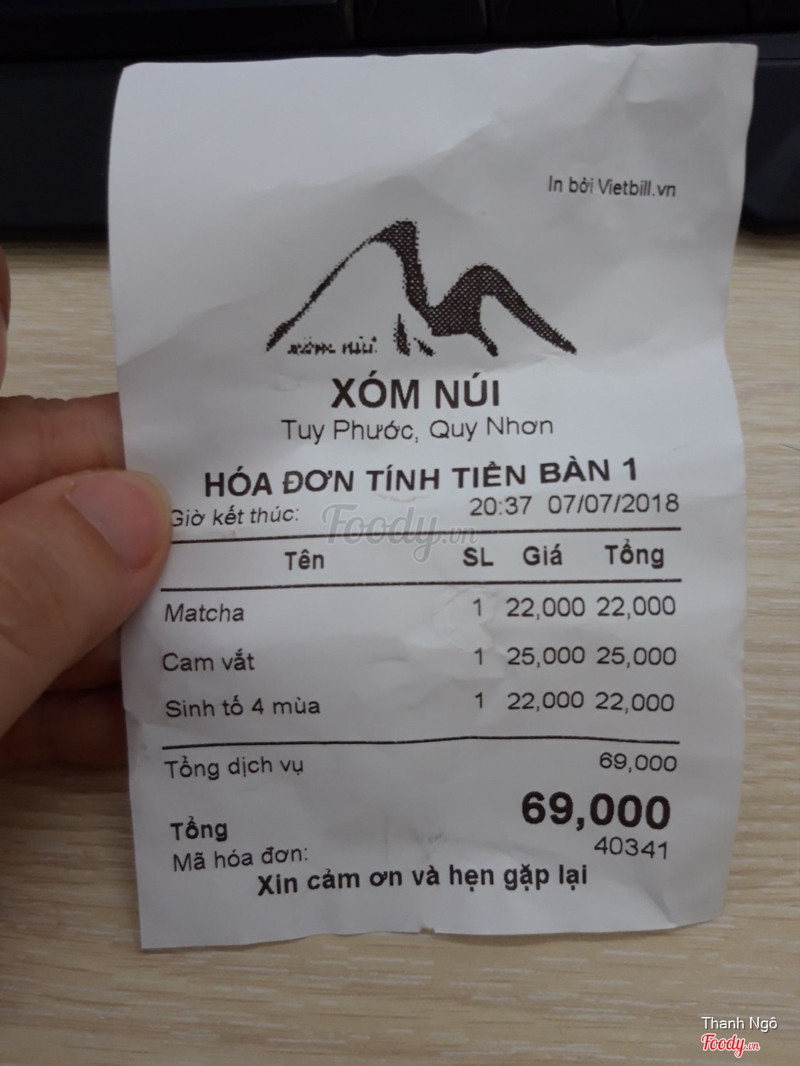 In bởi Vietbill.vn
xóm núi
XÓM NÚI
Tuy Phước, Quy Nhơn
HÓA ĐƠN TÍNH TIỀN BÀN 1
Giờ kết thúc: 20:37 07/07/2018
Foody.vn
Tên SL Giá Tổng
Matcha 1 22,000 22,000
Cam vắt 1 25,000 25,000
Sinh tố 4 mùa 1 22,000 22,000
Tổng dịch vụ 69,000
Tổng 69,000
Mã hóa đơn: 40341
Xin cảm ơn và hẹn gặp lại
Thanh Ngô
Foody.vn